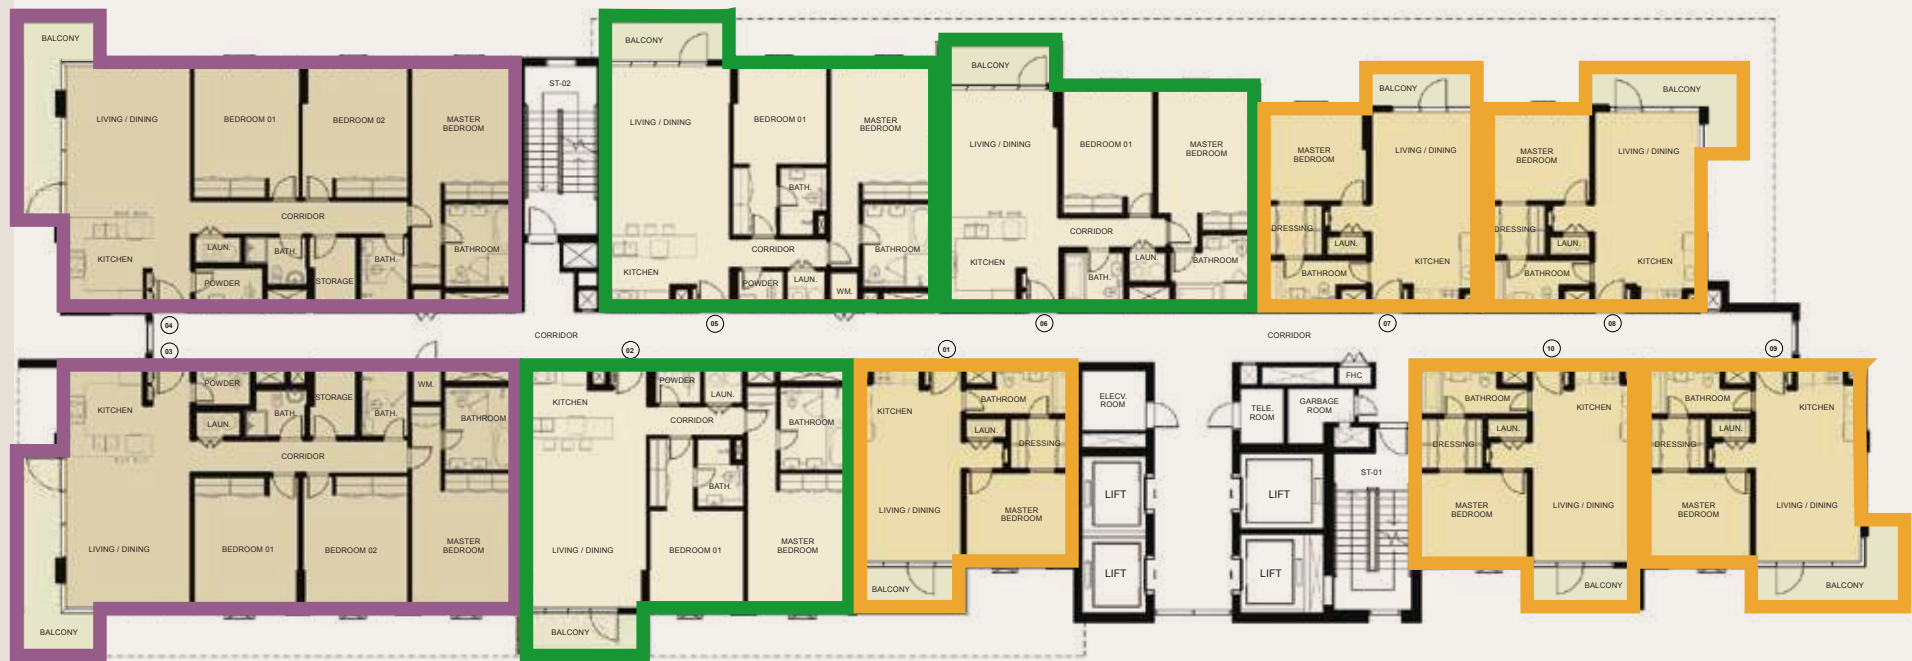 BALCONY
LIVING / DINING
BEDROOM 01
BEDROOM 02
MASTER
BEDROOM
CORRIDOR
KITCHEN
LAUN.
BATH.
POWDER
STORAGE
BATH.
BATHROOM
04
ST-02
BALCONY
LIVING / DINING
BEDROOM 01
MASTER
BEDROOM
BATH.
CORRIDOR
KITCHEN
POWDER
LAUN.
WM.
BATHROOM
05
BALCONY
LIVING / DINING
BEDROOM 01
MASTER
BEDROOM
CORRIDOR
KITCHEN
BATH.
LAUN.
BATHROOM
06
BALCONY
MASTER
BEDROOM
LIVING / DINING
DRESSING
LAUN.
BATHROOM
KITCHEN
07
BALCONY
MASTER
BEDROOM
LIVING / DINING
DRESSING
LAUN.
BATHROOM
KITCHEN
08
CORRIDOR
CORRIDOR
03
KITCHEN
POWDER
LAUN.
BATH.
STORAGE
BATH.
WM.
BATHROOM
CORRIDOR
LIVING / DINING
BEDROOM 01
BEDROOM 02
MASTER
BEDROOM
BALCONY
02
KITCHEN
POWDER
LAUN.
CORRIDOR
BATHROOM
BATH.
LIVING / DINING
BEDROOM 01
MASTER
BEDROOM
BALCONY
01
KITCHEN
BATHROOM
LAUN.
DRESSING
LIVING / DINING
MASTER
BEDROOM
BALCONY
ELECV.
ROOM
LIFT
LIFT
TELE.
ROOM
GARBAGE
ROOM
FHC
LIFT
LIFT
ST-01
10
BATHROOM
KITCHEN
DRESSING
LAUN.
MASTER
BEDROOM
LIVING / DINING
BALCONY
09
BATHROOM
KITCHEN
DRESSING
LAUN.
MASTER
BEDROOM
LIVING / DINING
BALCONY